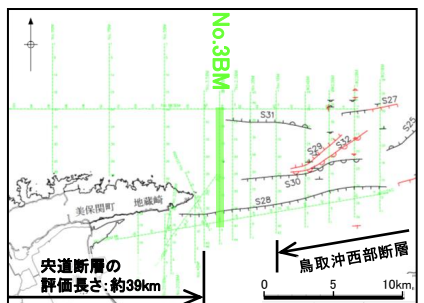 No.3BM
S27
S31
S25
S29
S32
S30
S28
美保関町
地蔵崎
宍道断層の
評価長さ：約39km
鳥取沖西部断層
0 5 10km